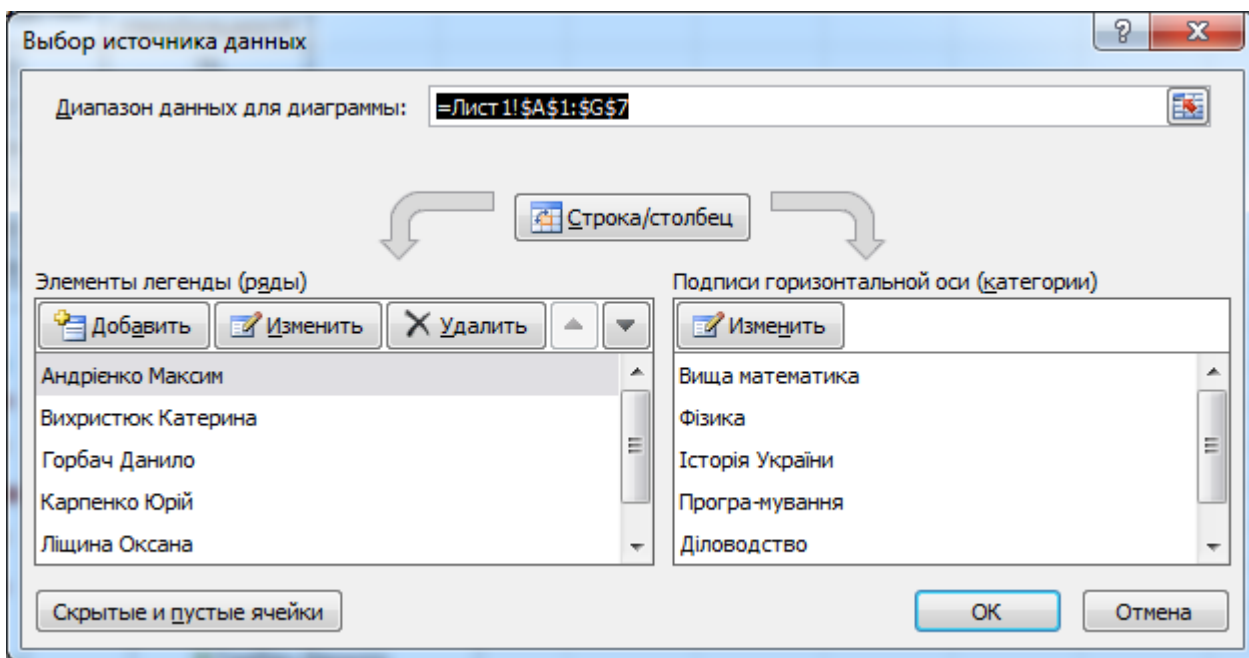 Выбор источника данных
Диапазон данных для диаграммы: =Лист1!$A$1:$G$7
Строка/столбец
Элементы легенды (ряды)
Добавить Изменить Удалить
Андрієнко Максим
Вихристюк Катерина
Горбач Данило
Карпенко Юрій
Ліщина Оксана
Подписи горизонтальной оси (категории)
Изменить
Вища математика
Фізика
Історія України
Програ-мування
Діловодство
Скрытые и пустые ячейки
ОК Отмена